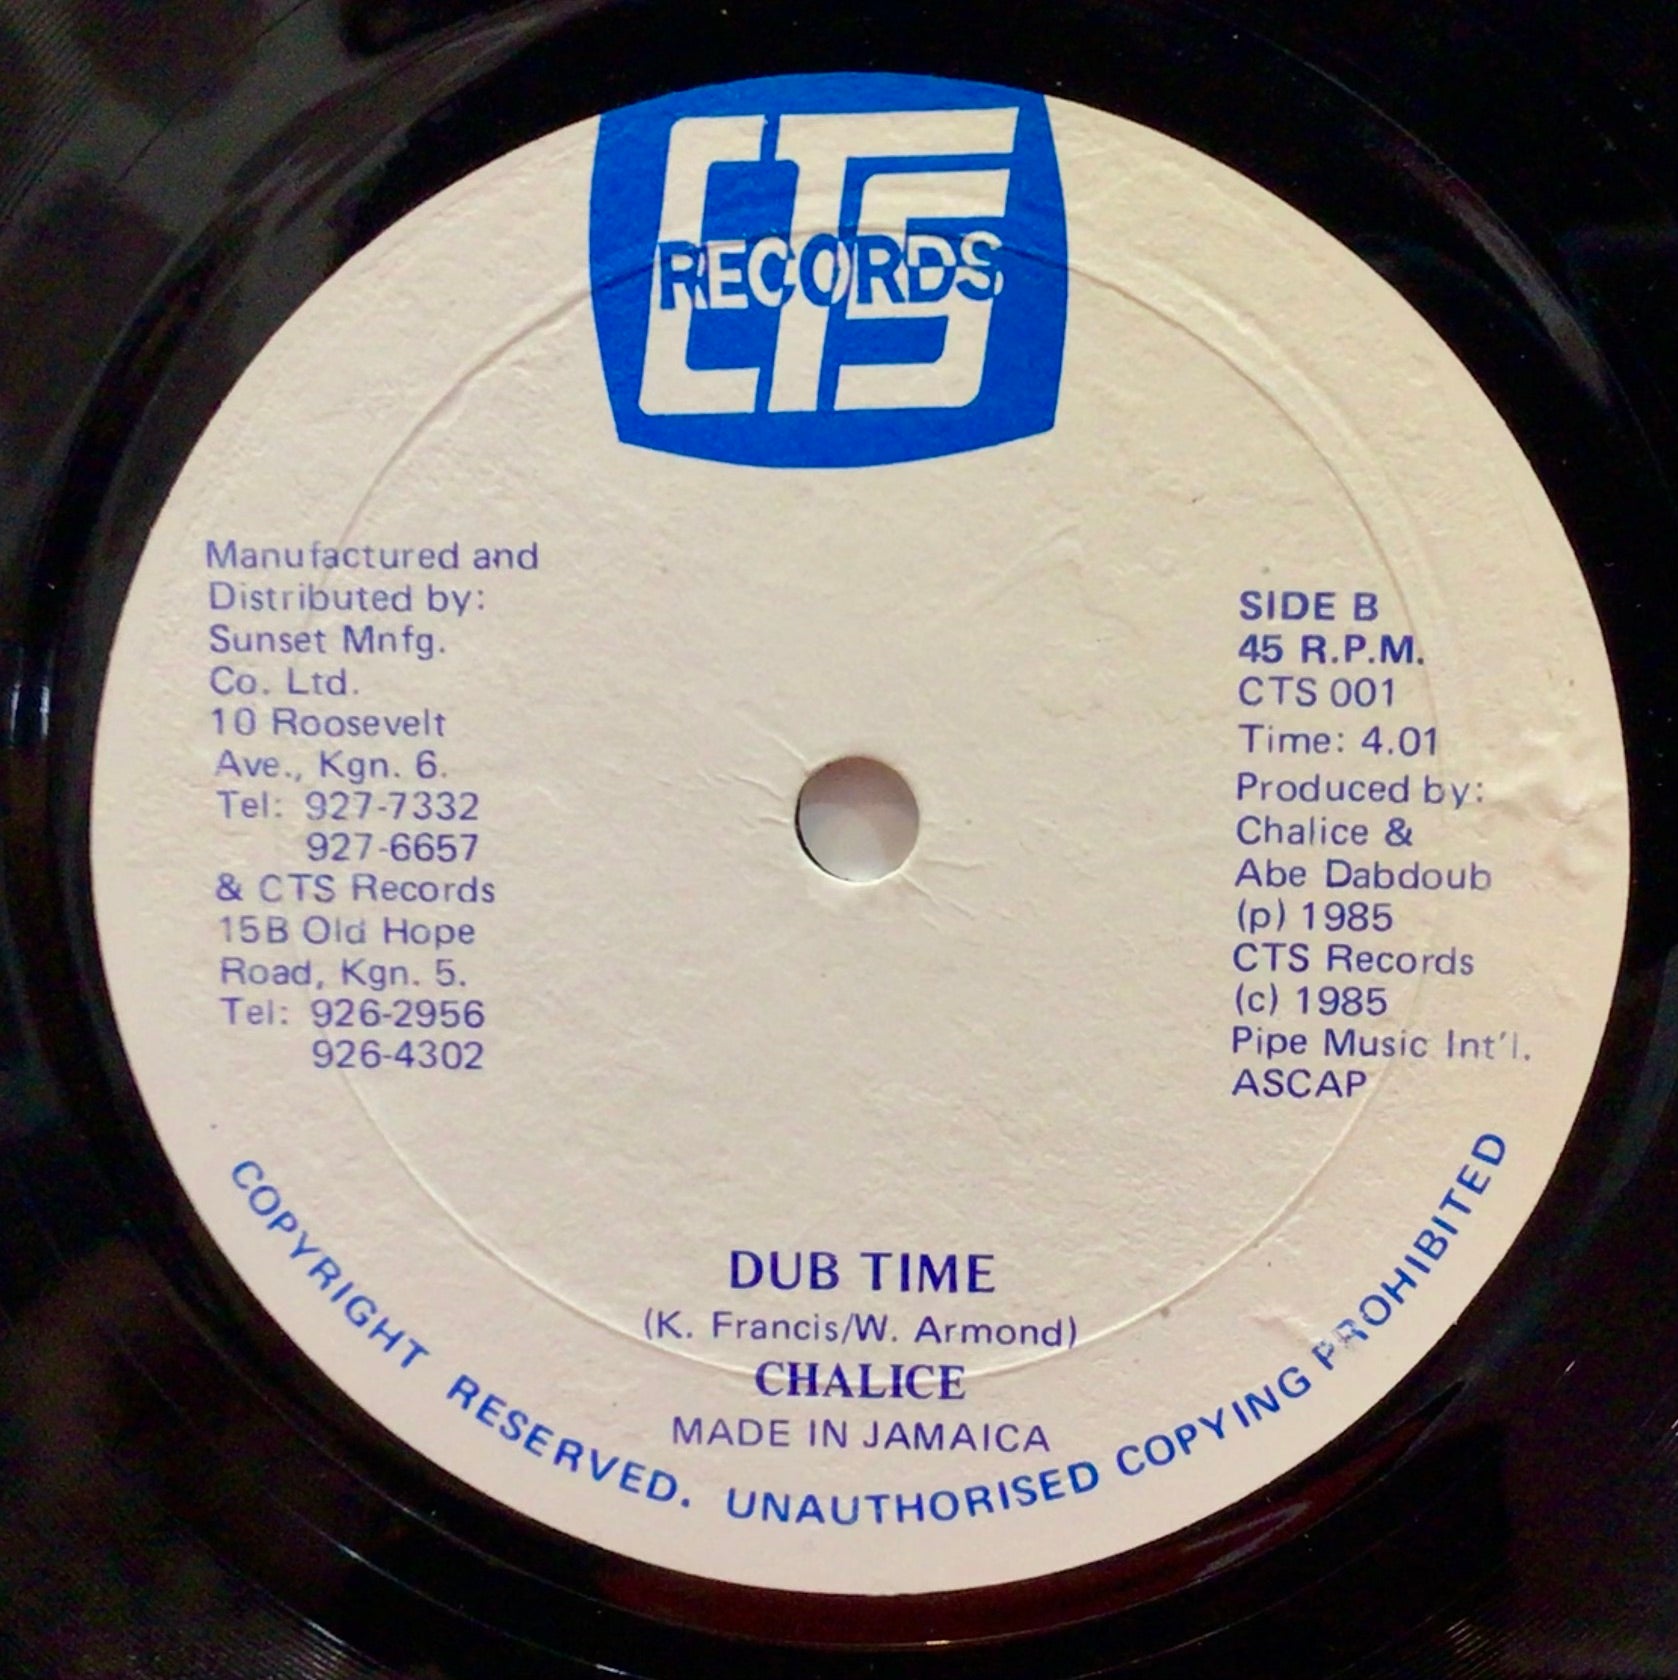 CTS
RECORDS
Manufactured and
Distributed by:
Sunset Mnfg.
Co. Ltd.
10 Roosevelt
Ave., Kgn. 6.
Tel: 927-7332
927-6657
& CTS Records
15B Old Hope
Road, Kgn. 5.
Tel: 926-2956
926-4302
SIDE B
45 R.P.M.
CTS 001
Time: 4.01
Produced by:
Chalice &
Abe Dabdoub
(p) 1985
CTS Records
(c) 1985
Pipe Music Int'l.
ASCAP
DUB TIME
(K. Francis/W. Armond)
CHALICE
MADE IN JAMAICA
COPYRIGHT RESERVED. UNAUTHORISED COPYING PROHIBITED